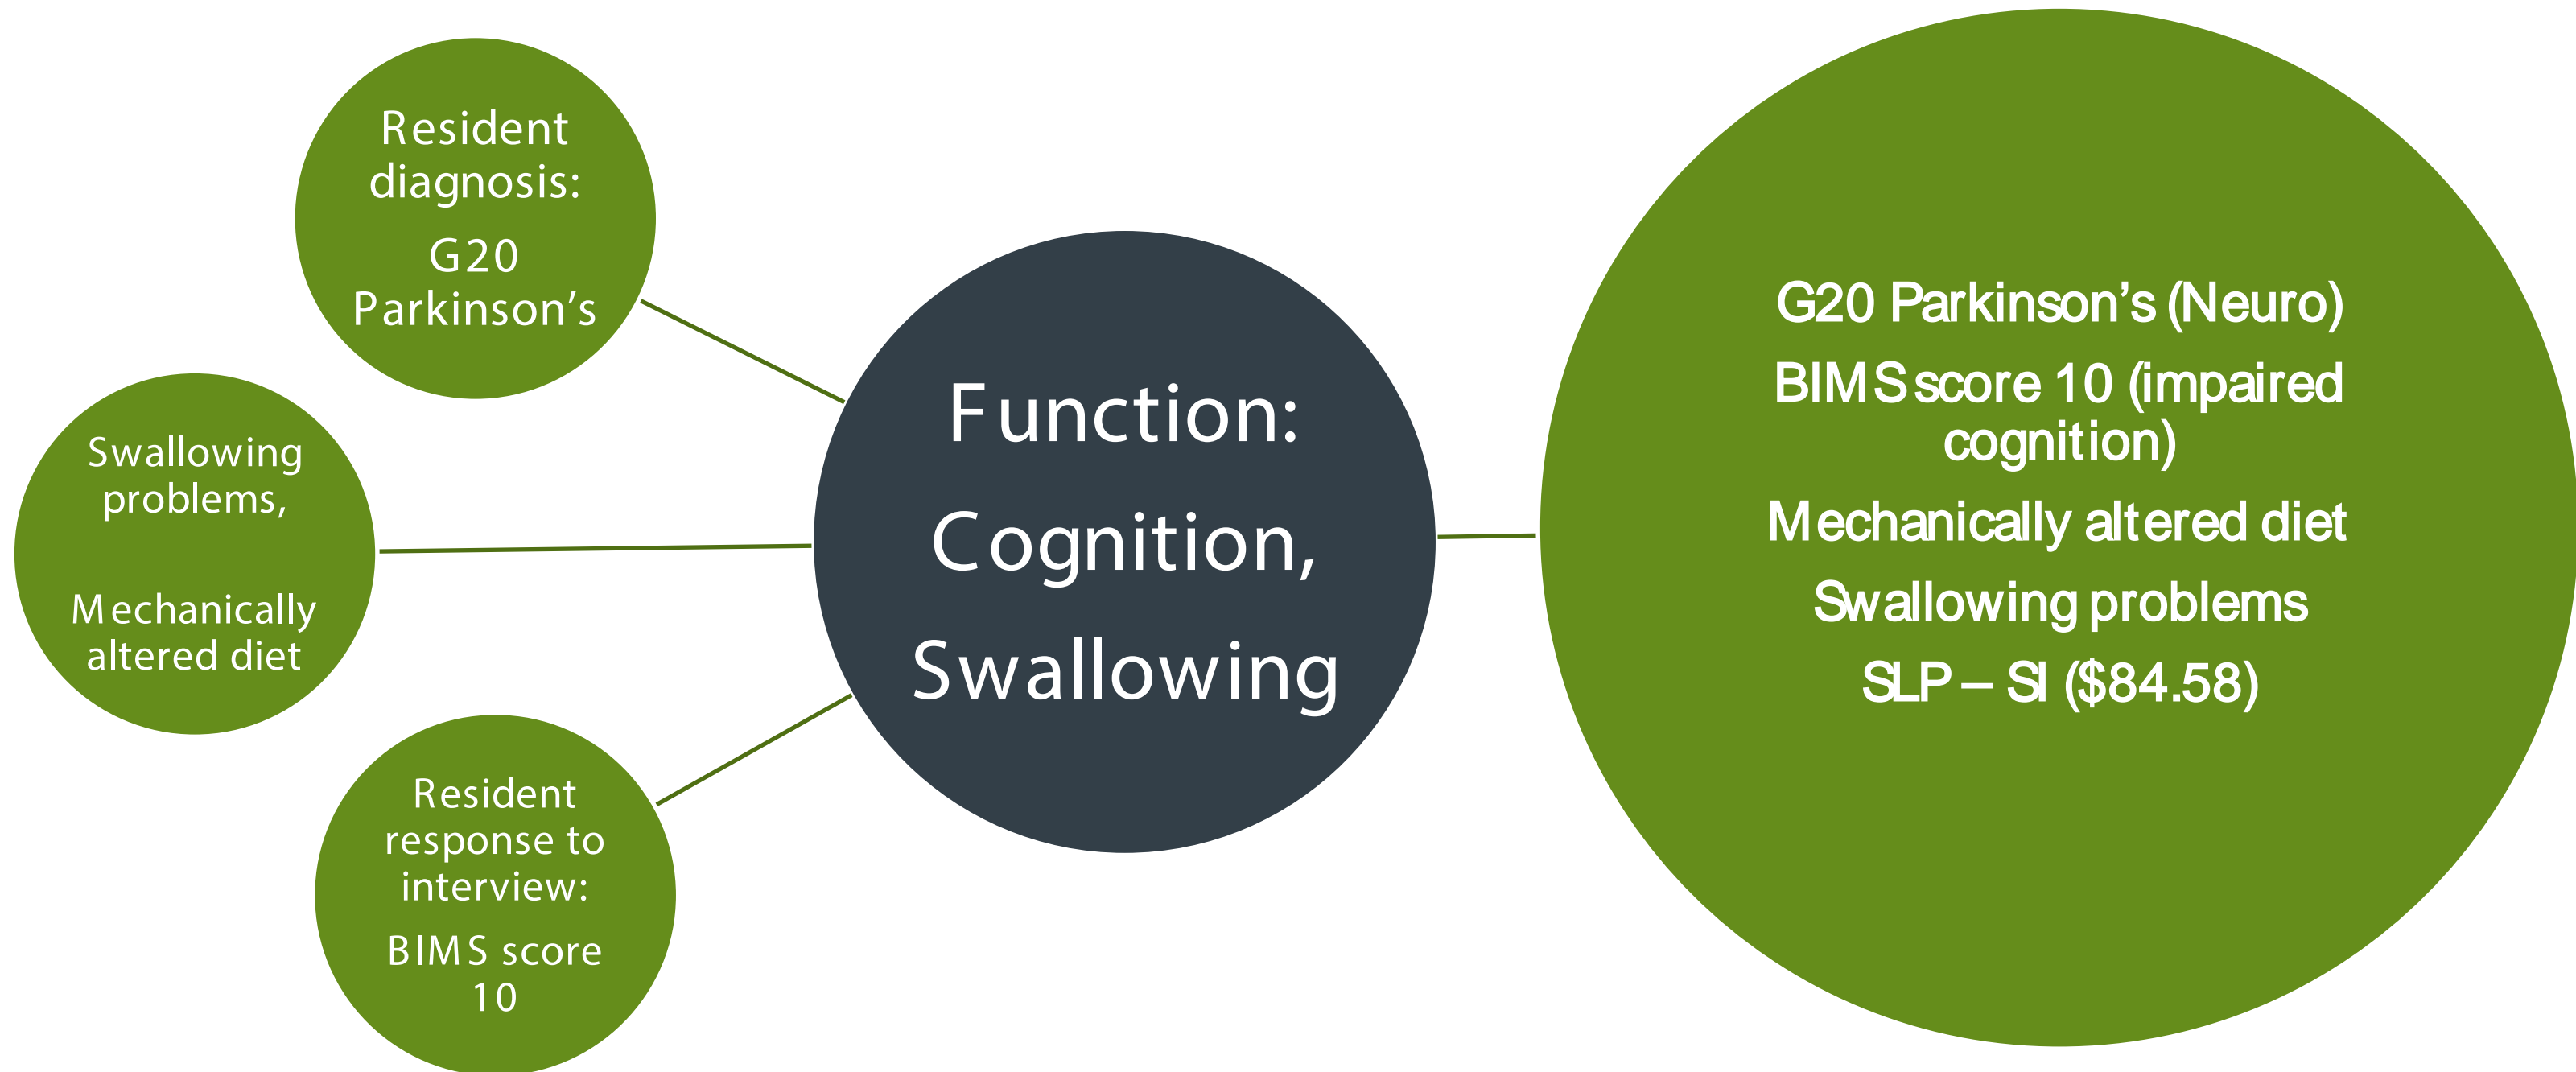 Resident
diagnosis:
G20
Parkinson’s
Swallowing
problems,
Mechanically
altered diet
Resident
response to
interview:
BIMS score
10
Function:
Cognition,
Swallowing
G20 Parkinson’s (Neuro)
BIMS score 10 (impaired
cognition)
Mechanically altered diet
Swallowing problems
SLP – SI ($84.58)